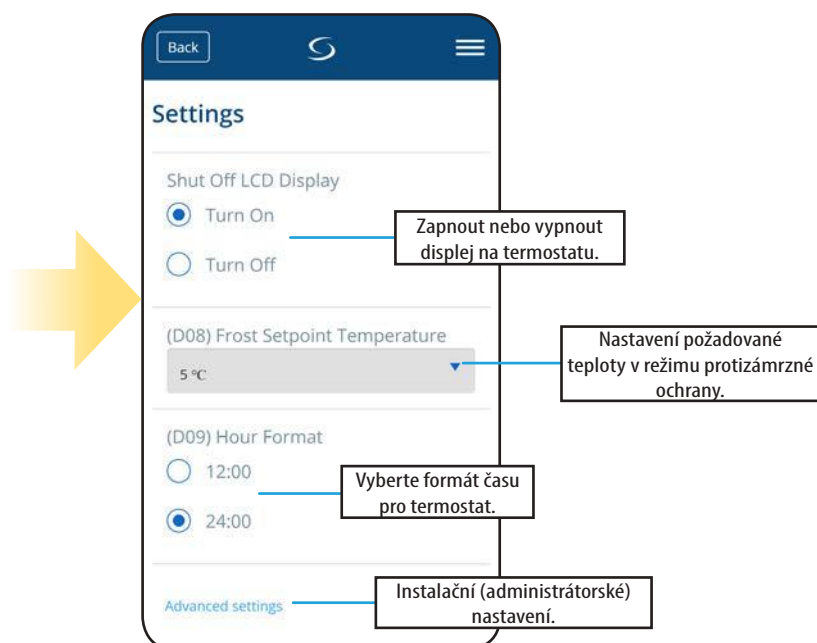 Back
Settings
Shut Off LCD Display
Turn On
Turn Off
Zapnout nebo vypnout
displej na termostatu.
(D08) Frost Setpoint Temperature
5 °C
Nastavení požadované
teploty v režimu protizámrzné
ochrany.
(D09) Hour Format
12:00
24:00
Vyberte formát času
pro termostat.
Advanced settings
Instalační (administrátorské)
nastavení.